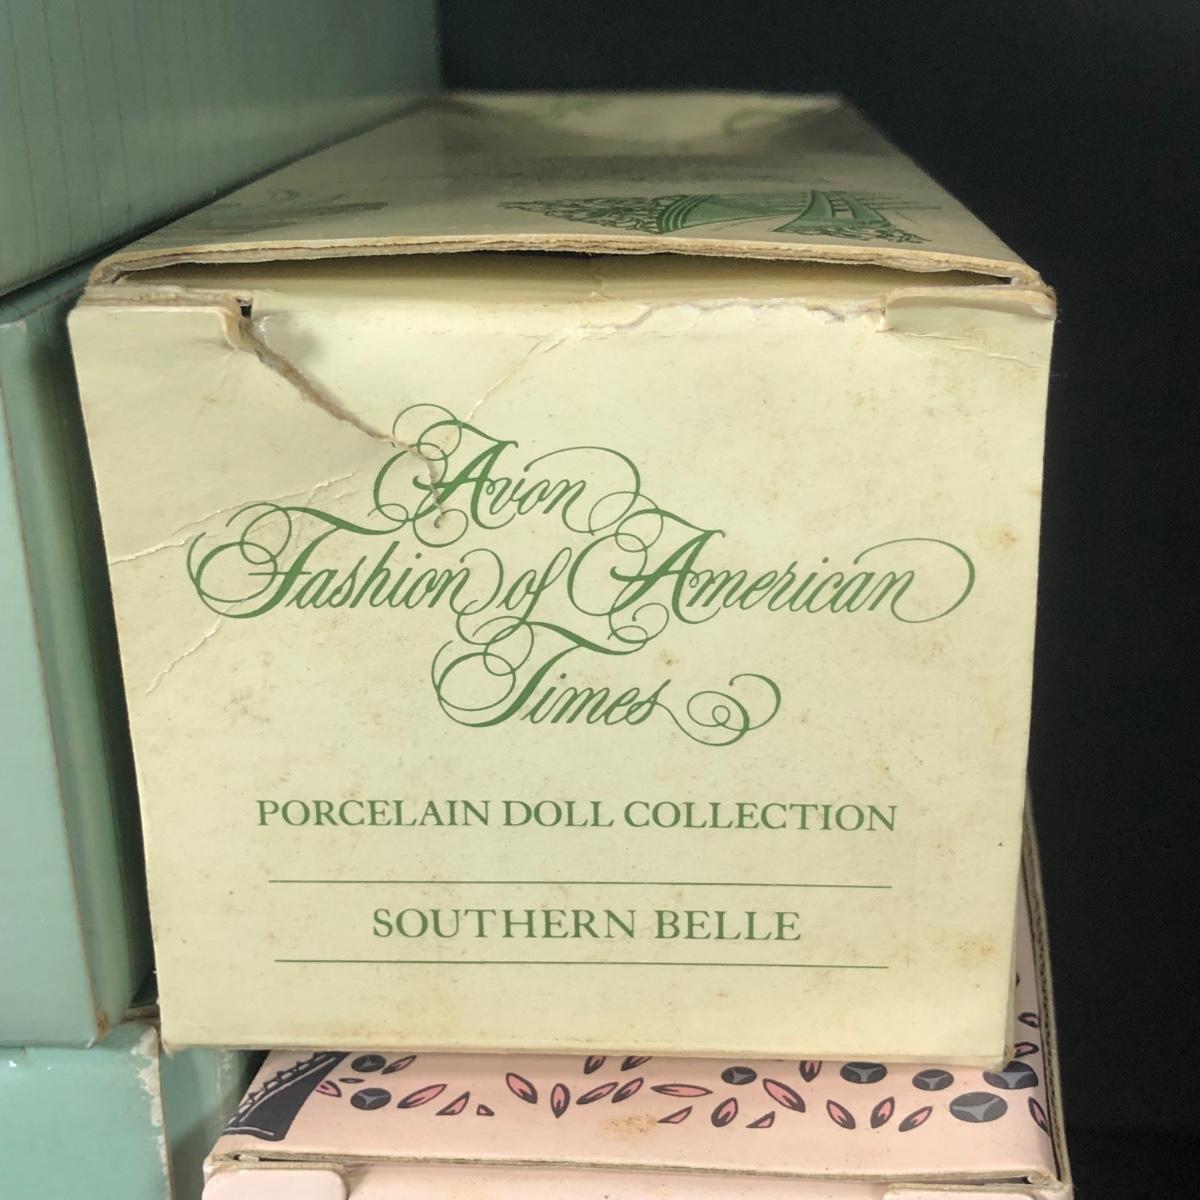 Avon
Fashion of American
Times
PORCELAIN DOLL COLLECTION
SOUTHERN BELLE